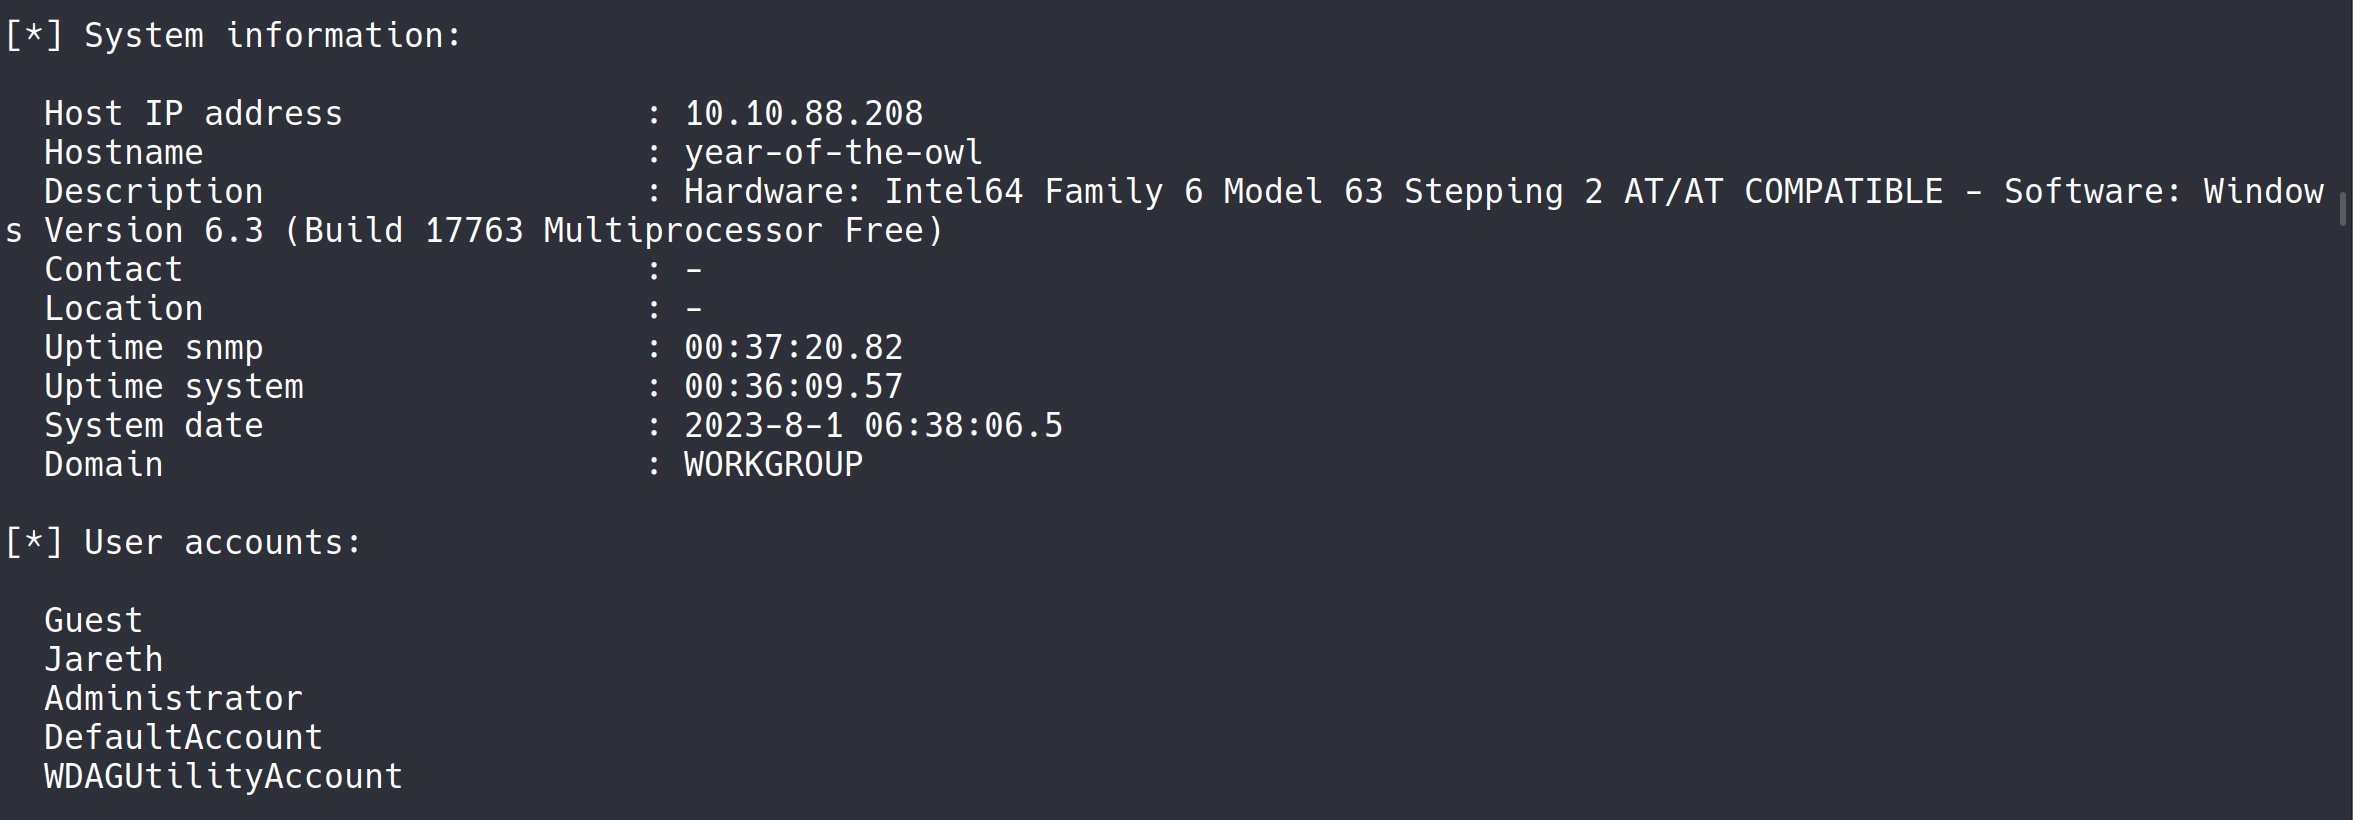 [*] System information:
Host IP address : 10.10.88.208
Hostname : year-of-the-owl
Description : Hardware: Intel64 Family 6 Model 63 Stepping 2 AT/AT COMPATIBLE - Software: Window
s Version 6.3 (Build 17763 Multiprocessor Free)
Contact : -
Location : -
Uptime snmp : 00:37:20.82
Uptime system : 00:36:09.57
System date : 2023-8-1 06:38:06.5
Domain : WORKGROUP
[*] User accounts:
Guest
Jareth
Administrator
DefaultAccount
WDAGUtilityAccount